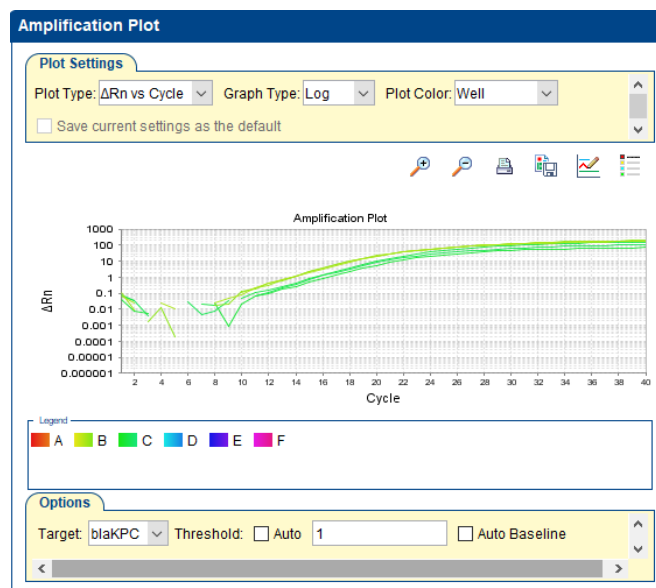 Amplification Plot
Plot Settings
Plot Type: ΔRn vs Cycle Graph Type: Log Plot Color: Well
Save current settings as the default
Amplification Plot
1000
100
10
1
0.1
0.01
0.001
0.0001
0.00001
0.000001
ΔRn
2 4 6 8 10 12 14 16 18 20 22 24 26 28 30 32 34 36 38 40
Cycle
Legend
A B C D E F
Options
Target: blaKPC Threshold: Auto 1 Auto Baseline